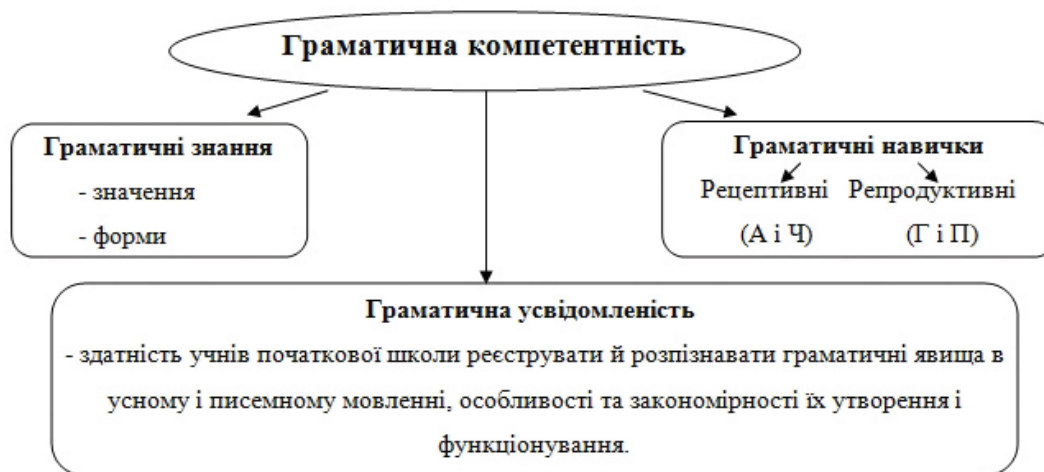 Граматична компетентність
Граматичні знання
- значення
- форми
Граматичні навички
Рецептивні Репродуктивні
(А і Ч) (Г і П)
Граматична усвідомленість
- здатність учнів початкової школи реєструвати й розпізнавати граматичні явища в
усному і писемному мовленні, особливості та закономірності їх утворення і
функціонування.